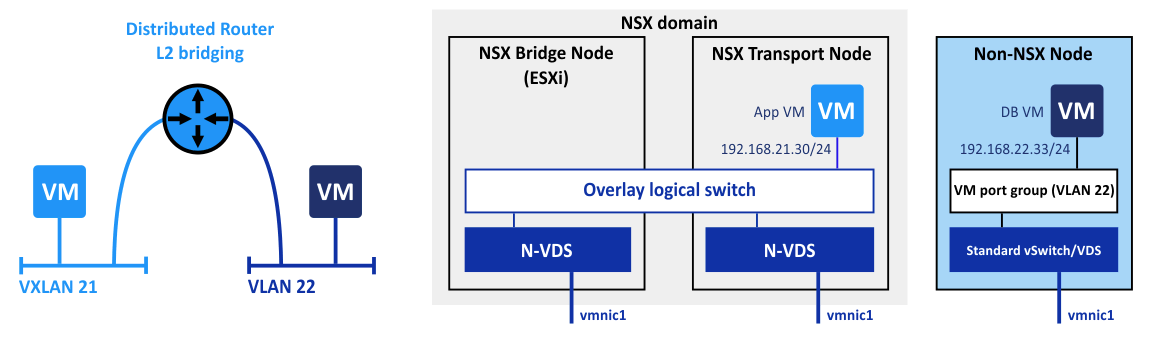 Distributed Router
L2 bridging
VM
VM
VXLAN 21
VLAN 22
NSX domain
NSX Bridge Node
(ESXi)
NSX Transport Node
App VM
VM
192.168.21.30/24
Overlay logical switch
N-VDS
N-VDS
vmnic1
vmnic1
Non-NSX Node
DB VM
VM
192.168.22.33/24
VM port group (VLAN 22)
Standard vSwitch/VDS
vmnic1